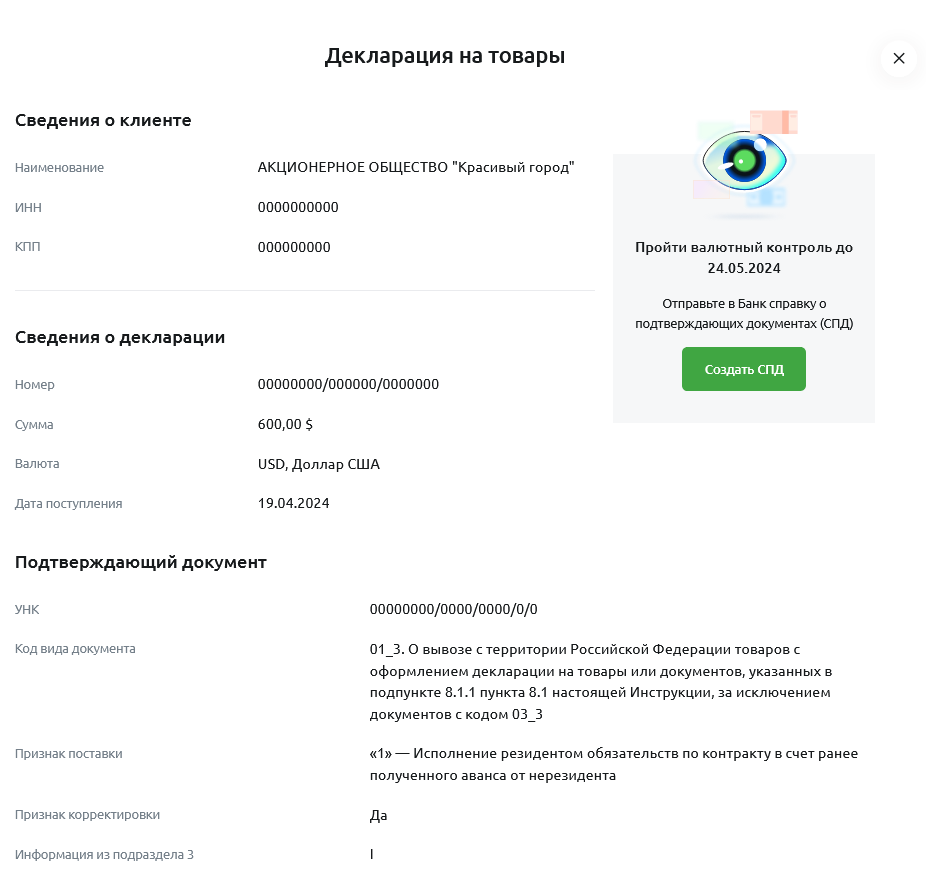 Декларация на товары
Сведения о клиенте
Наименование АКЦИОНЕРНОЕ ОБЩЕСТВО "Красивый город"
ИНН 0000000000
КПП 000000000
Пройти валютный контроль до
24.05.2024
Отправьте в Банк справку о
подтверждающих документах (СПД)
Создать СПД
Сведения о декларации
Номер 00000000/000000/0000000
Сумма 600,00 $
Валюта USD, Доллар США
Дата поступления 19.04.2024
Подтверждающий документ
УНК 00000000/0000/0000/0/0
Код вида документа 01_3. О вывозе с территории Российской Федерации товаров с
оформлением декларации на товары или документов, указанных в
подпункте 8.1.1 пункта 8.1 настоящей Инструкции, за исключением
документов с кодом 03_3
Признак поставки «1» — Исполнение резидентом обязательств по контракту в счет ранее
полученного аванса от нерезидента
Признак корректировки Да
Информация из подраздела 3 I